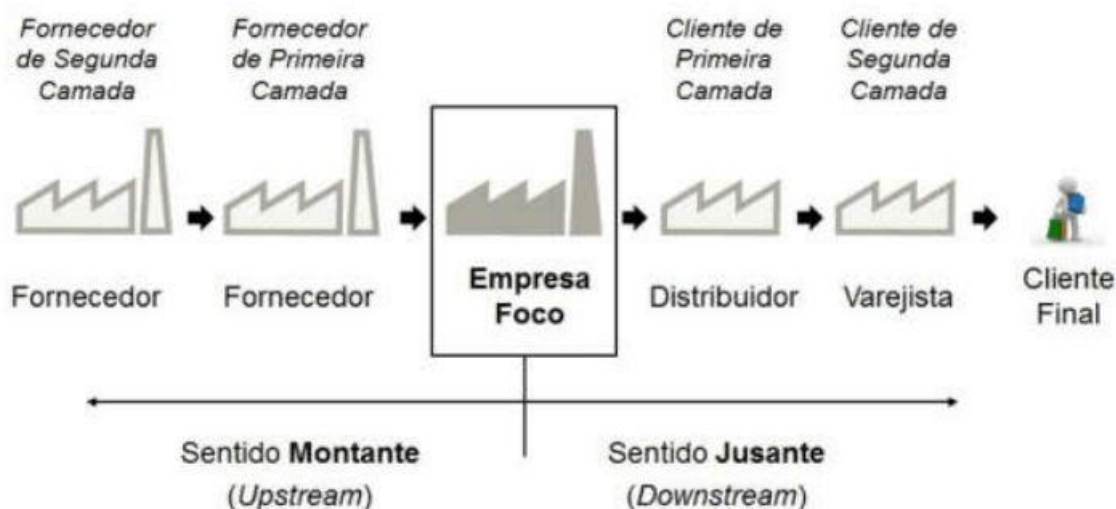 Fornecedor
de Segunda
Camada
Fornecedor
de Primeira
Camada
Cliente de
Primeira
Camada
Cliente de
Segunda
Camada
Fornecedor
Fornecedor
Empresa
Foco
Distribuidor
Varejista
Cliente
Final
Sentido Montante
(Upstream)
Sentido Jusante
(Downstream)